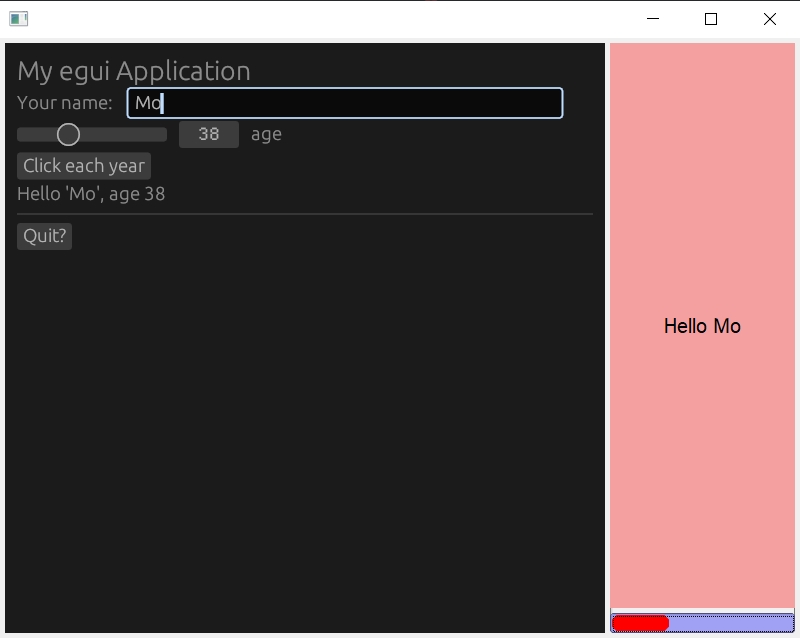 My egui Application
Your name: Mo
38 age
Click each year
Hello 'Mo', age 38
Quit?
Hello Mo